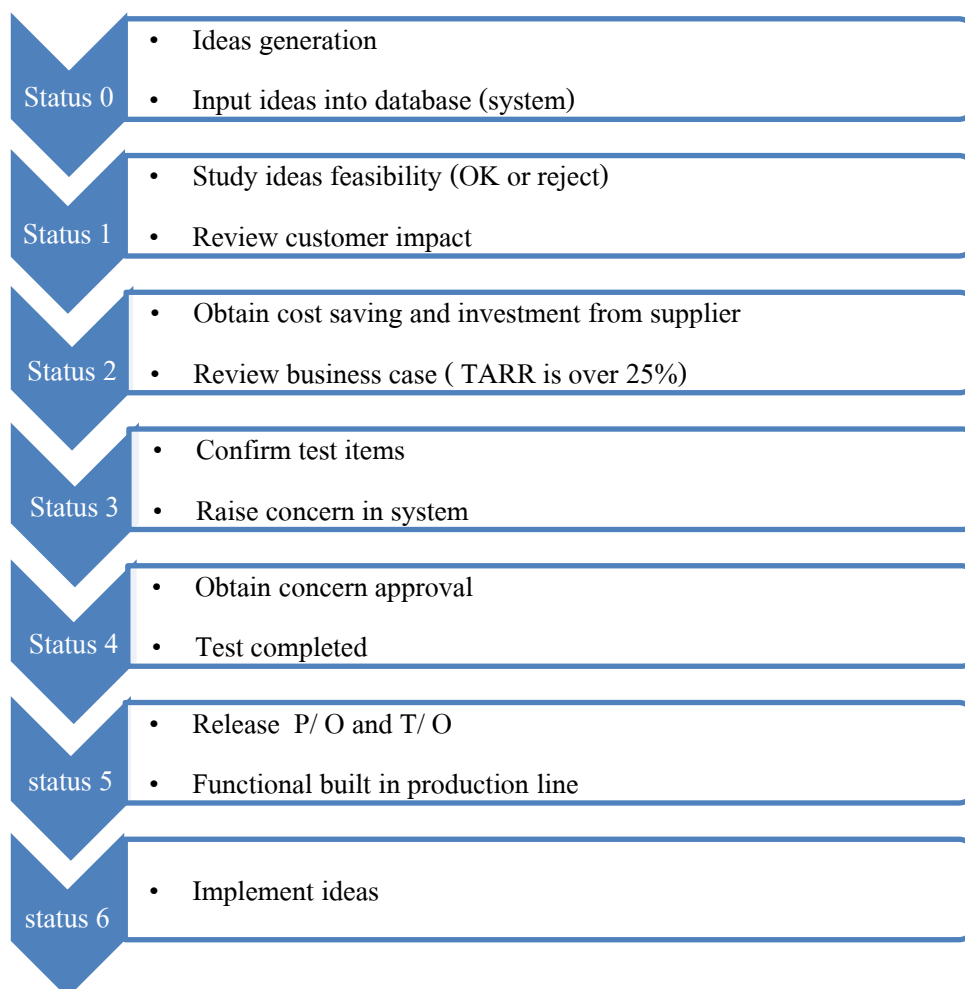 • Ideas generation
Status 0
• Input ideas into database (system)
• Study ideas feasibility (OK or reject)
Status 1
• Review customer impact
• Obtain cost saving and investment from supplier
Status 2
• Review business case ( TARR is over 25%)
• Confirm test items
Status 3
• Raise concern in system
• Obtain concern approval
Status 4
• Test completed
• Release P/ O and T/ O
status 5
• Functional built in production line
• Implement ideas
status 6